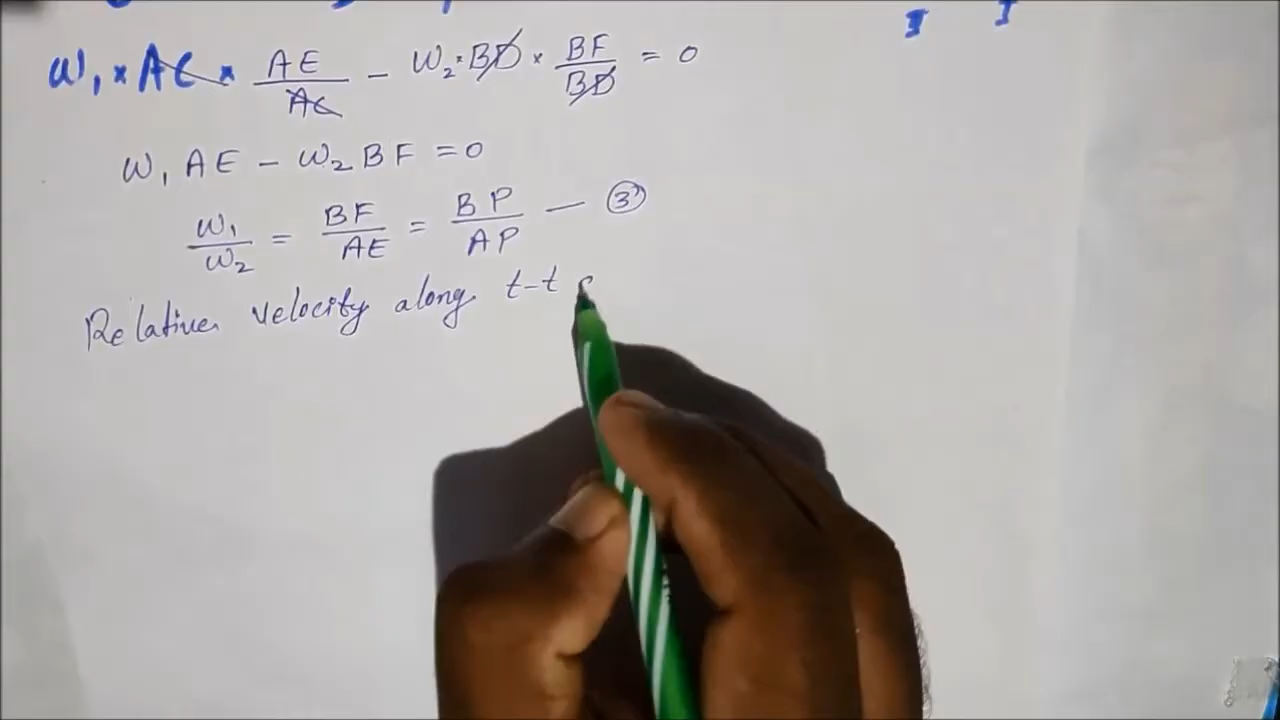 ω₁ × AC × AE/AC − ω₂ · BD × BF/BD = 0
ω₁ AE − ω₂ BF = 0
ω₁/ω₂ = BF/AE = BP/AP — ③
Relative velocity along t-t